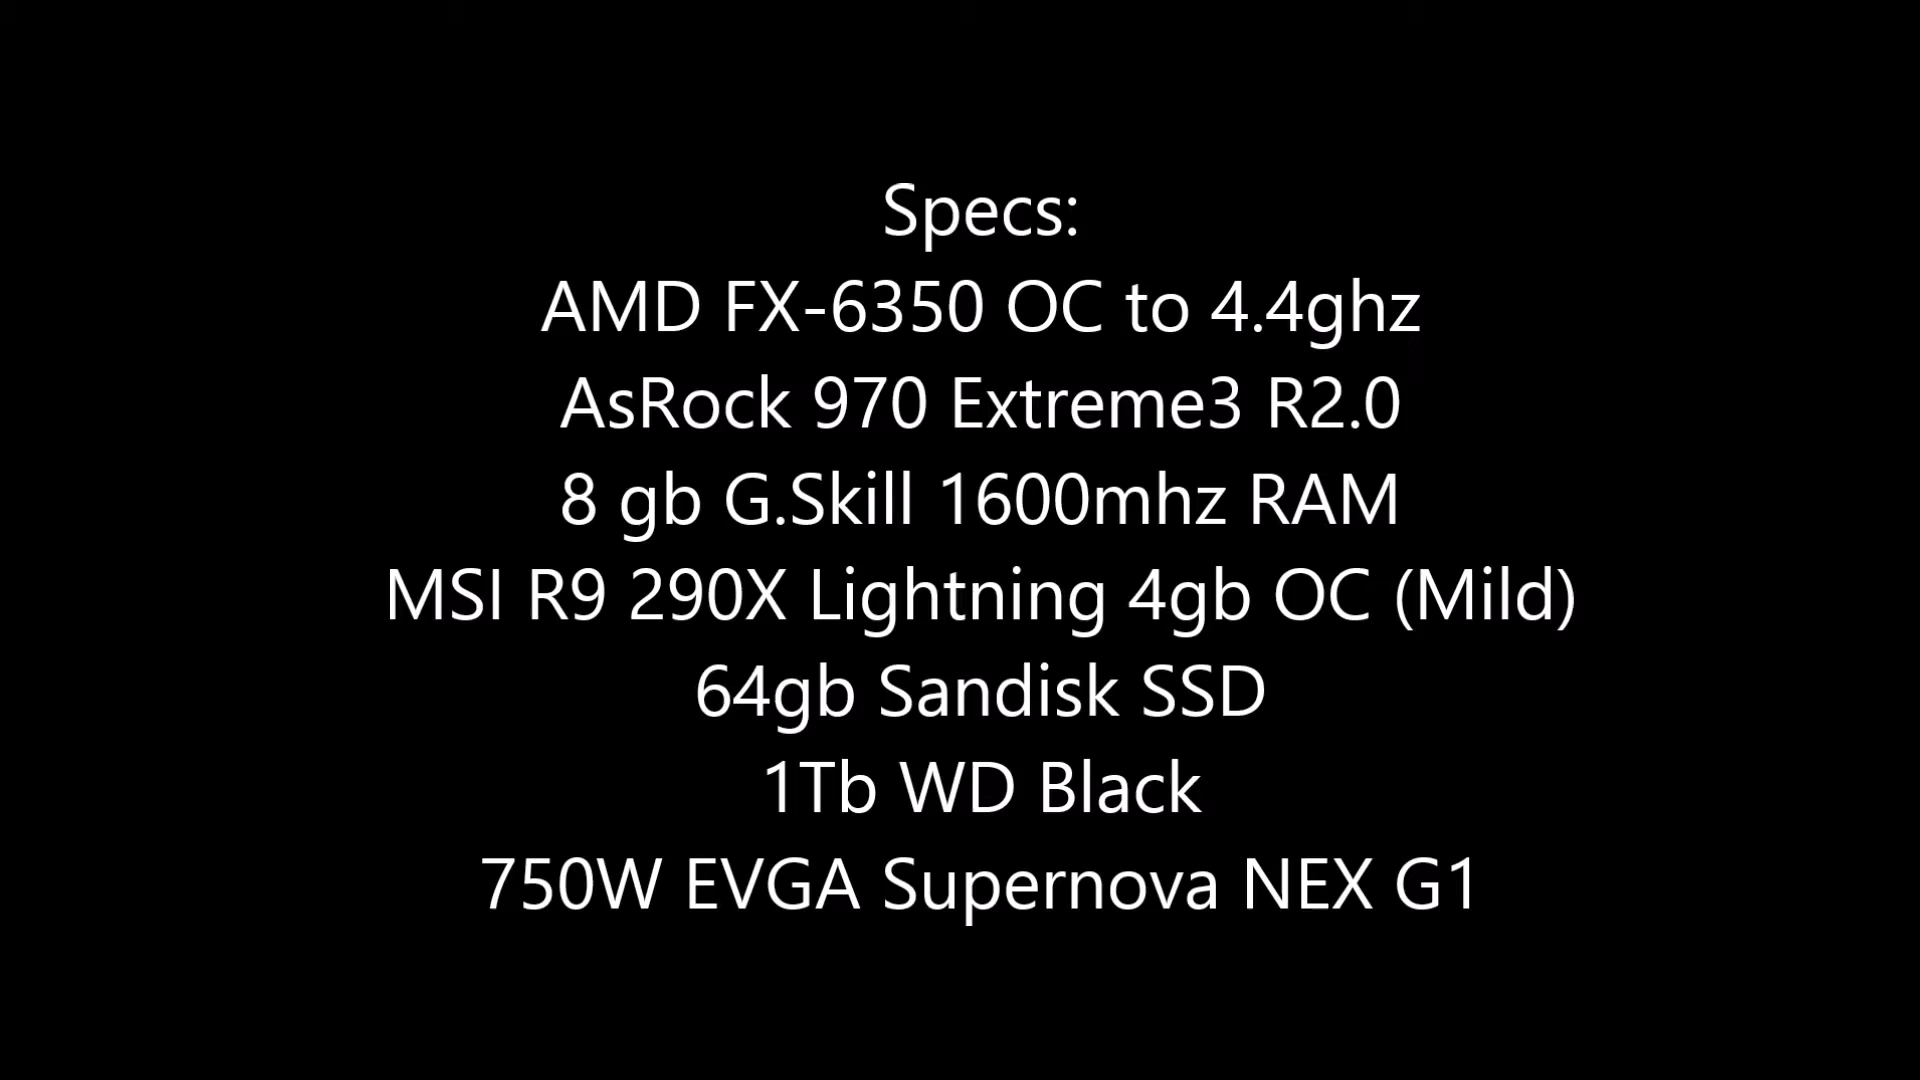 Specs:
AMD FX-6350 OC to 4.4ghz
AsRock 970 Extreme3 R2.0
8 gb G.Skill 1600mhz RAM
MSI R9 290X Lightning 4gb OC (Mild)
64gb Sandisk SSD
1Tb WD Black
750W EVGA Supernova NEX G1